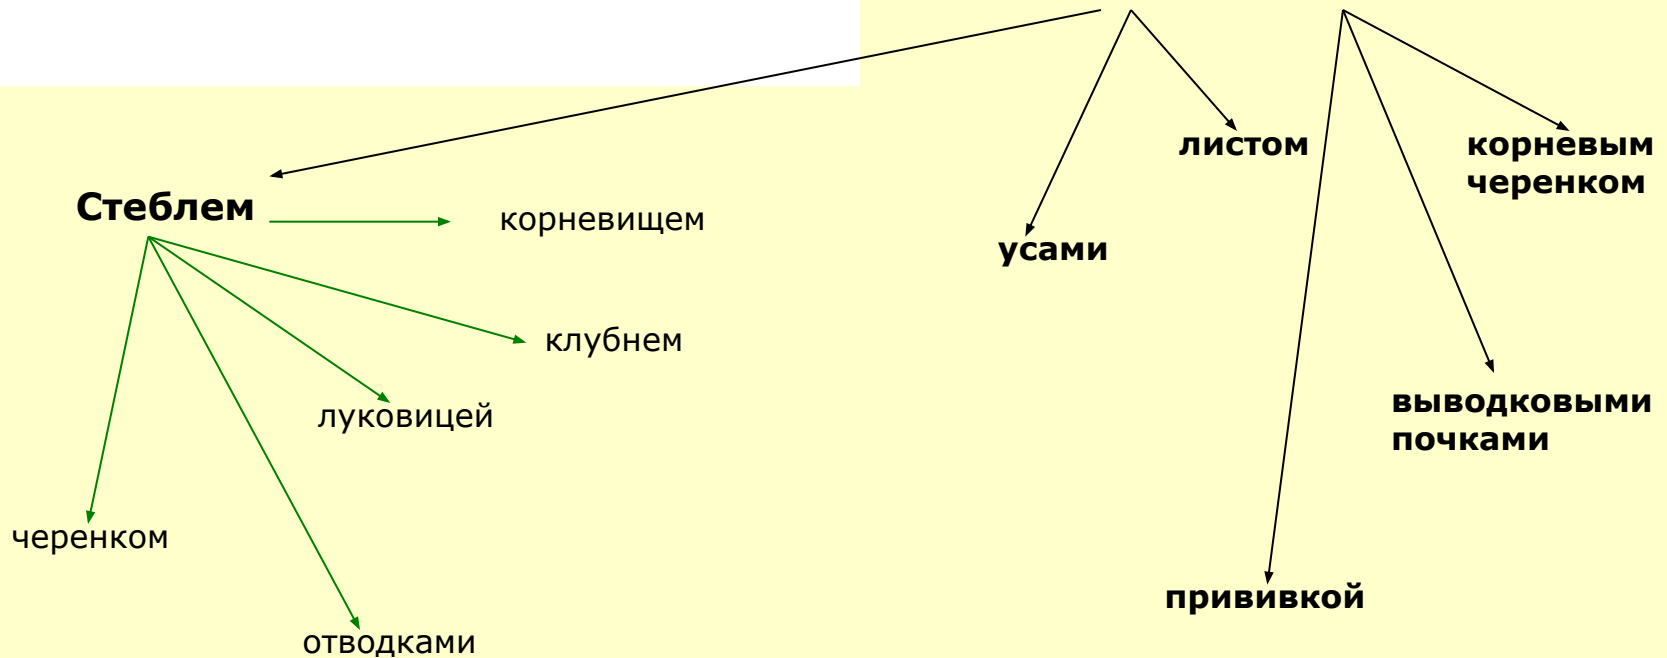 листом
корневым
черенком
Стеблем
корневищем
усами
клубнем
луковицей
выводковыми
почками
черенком
прививкой
отводками